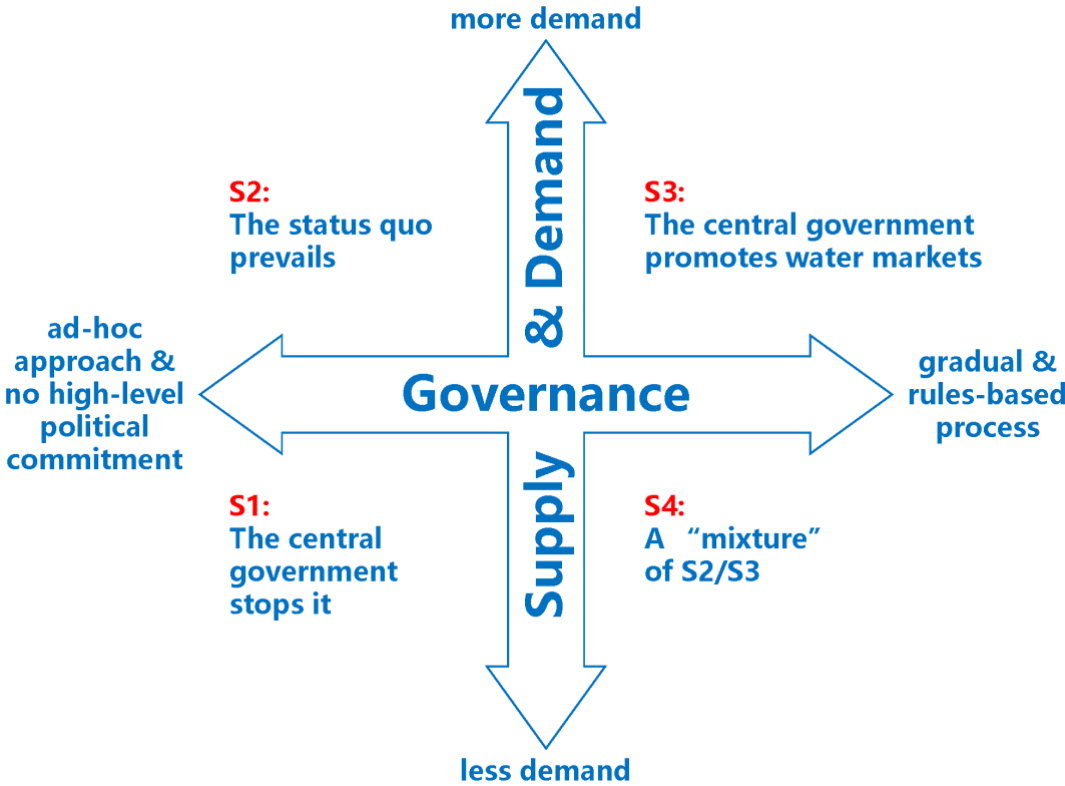 more demand
S2:
The status quo
prevails
S3:
The central government
promotes water markets
Supply & Demand
ad-hoc
approach &
no high-level
political
commitment
Governance
gradual &
rules-based
process
S1:
The central
government
stops it
S4:
A “mixture”
of S2/S3
less demand